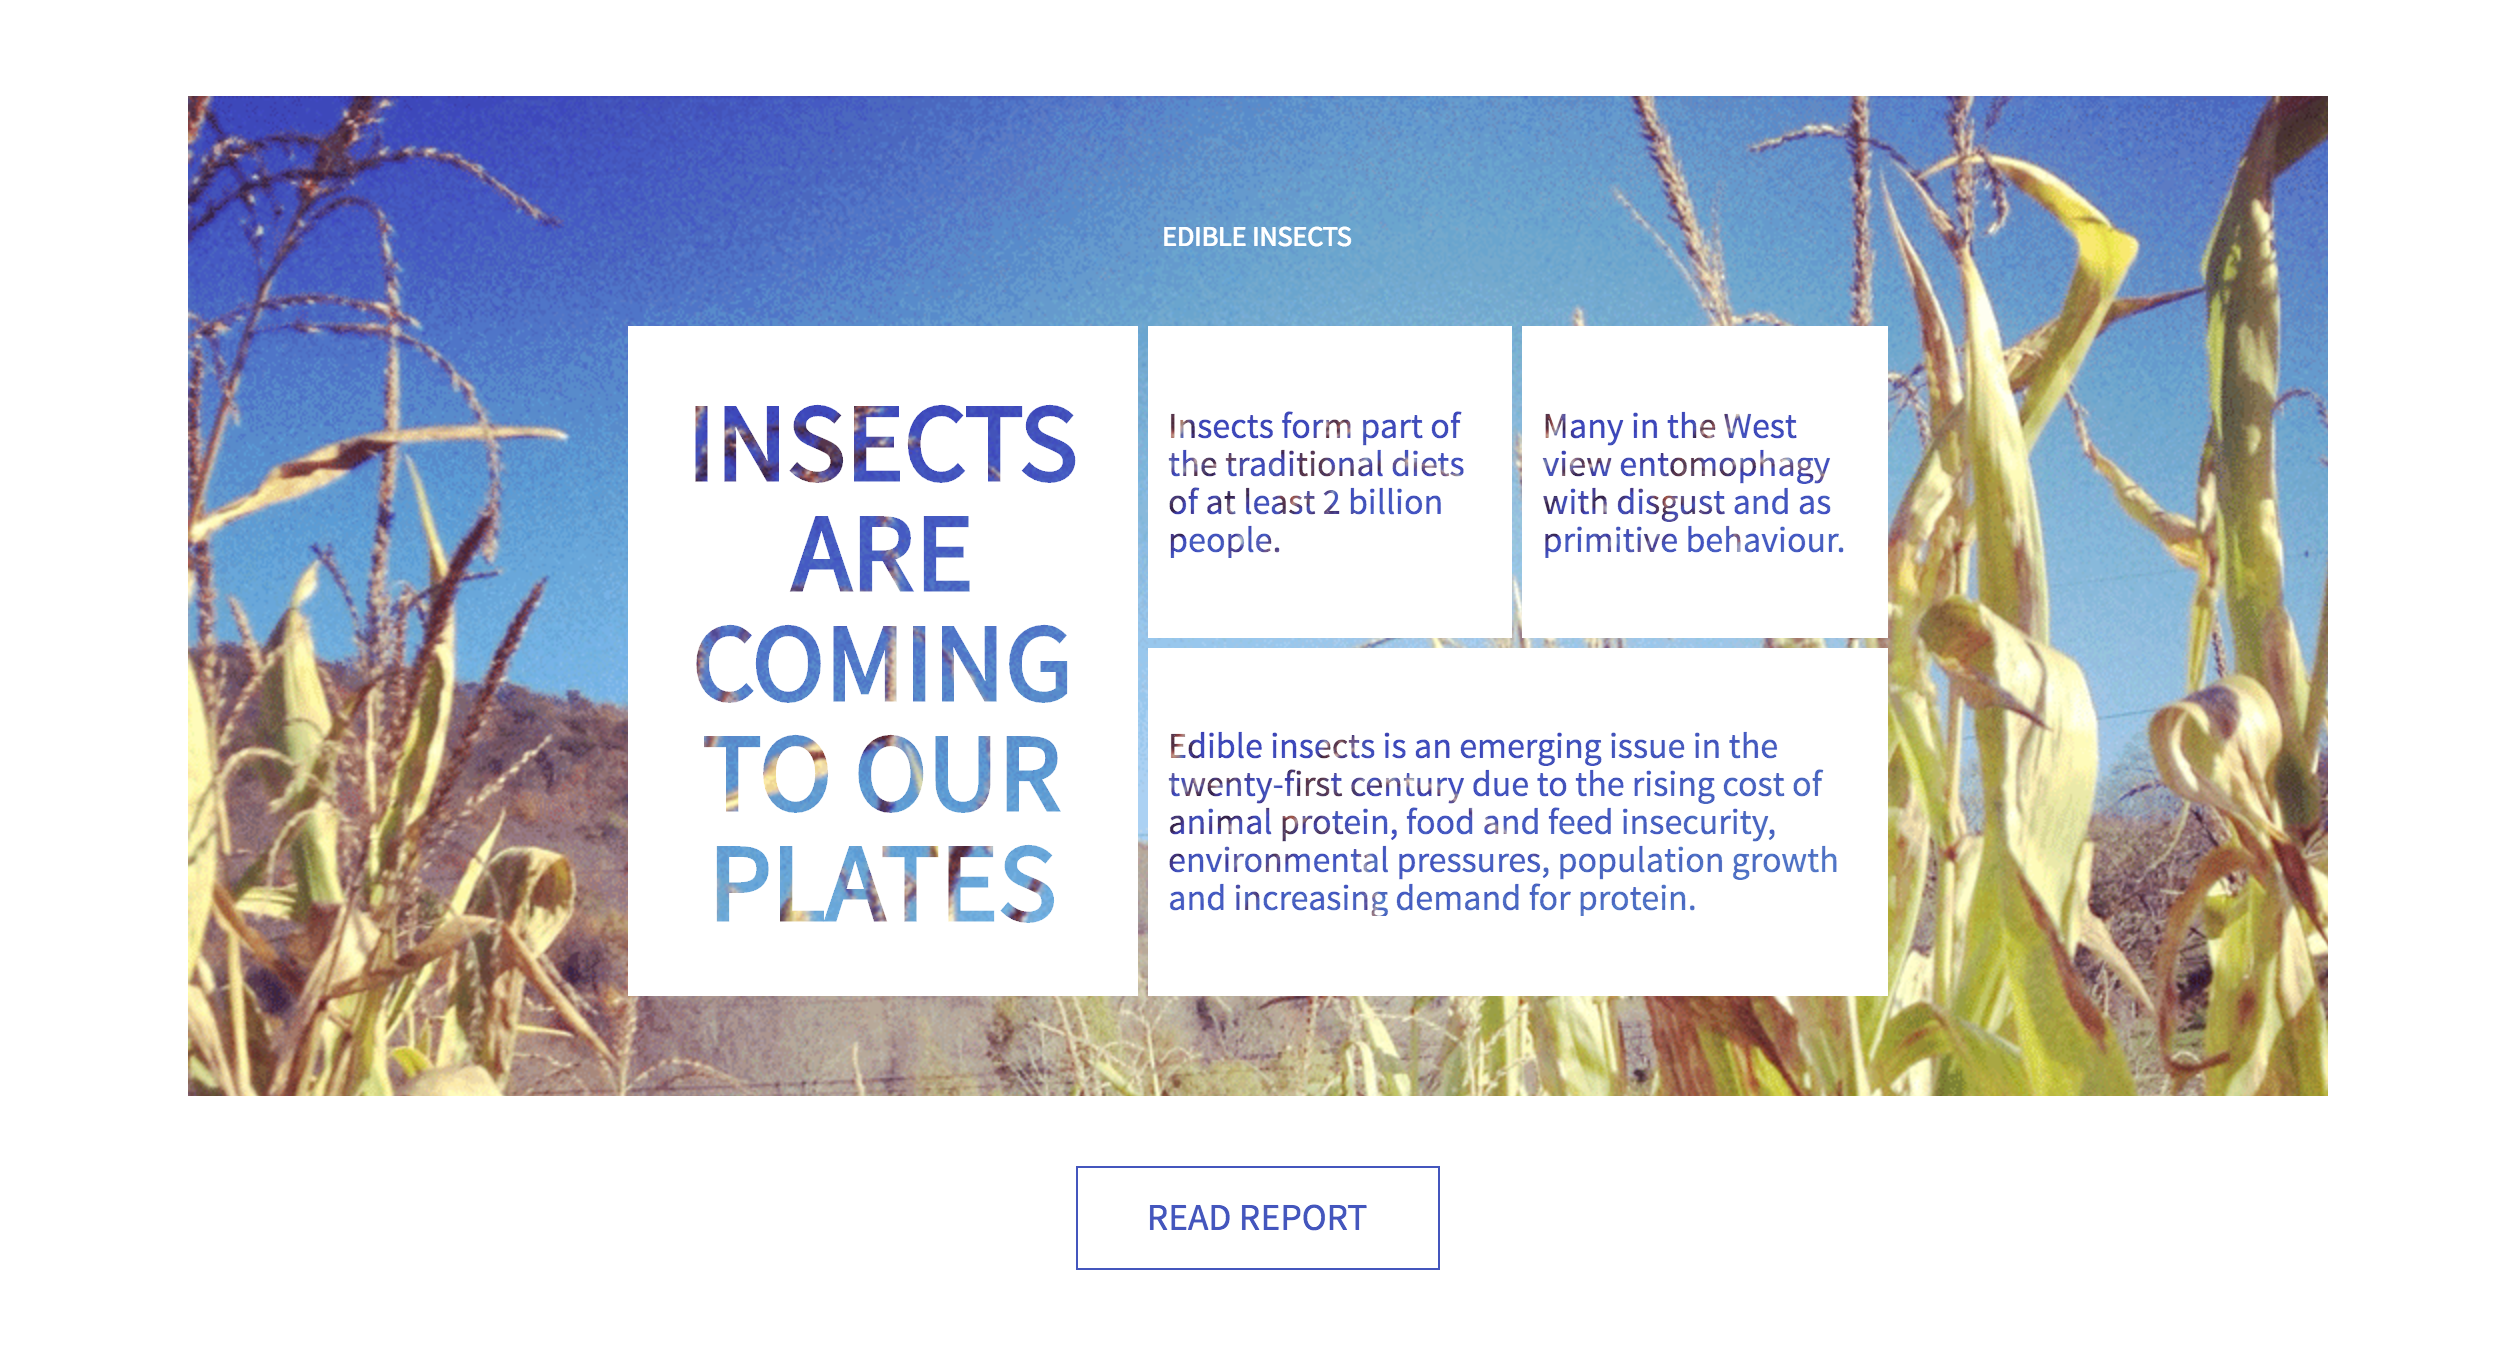 EDIBLE INSECTS
INSECTS
ARE
COMING
TO OUR
PLATES
Insects form part of
the traditional diets
of at least 2 billion
people.
Many in the West
view entomophagy
with disgust and as
primitive behaviour.
Edible insects is an emerging issue in the
twenty-first century due to the rising cost of
animal protein, food and feed insecurity,
environmental pressures, population growth
and increasing demand for protein.
READ REPORT